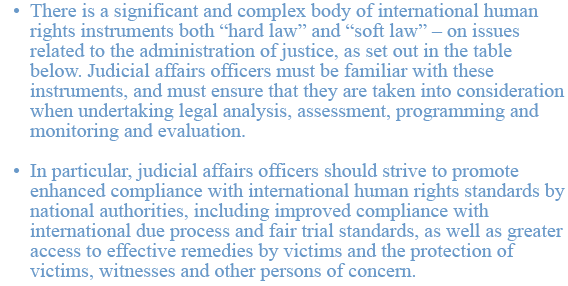 • There is a significant and complex body of international human
rights instruments both “hard law” and “soft law” – on issues
related to the administration of justice, as set out in the table
below. Judicial affairs officers must be familiar with these
instruments, and must ensure that they are taken into consideration
when undertaking legal analysis, assessment, programming and
monitoring and evaluation.
• In particular, judicial affairs officers should strive to promote
enhanced compliance with international human rights standards by
national authorities, including improved compliance with
international due process and fair trial standards, as well as greater
access to effective remedies by victims and the protection of
victims, witnesses and other persons of concern.